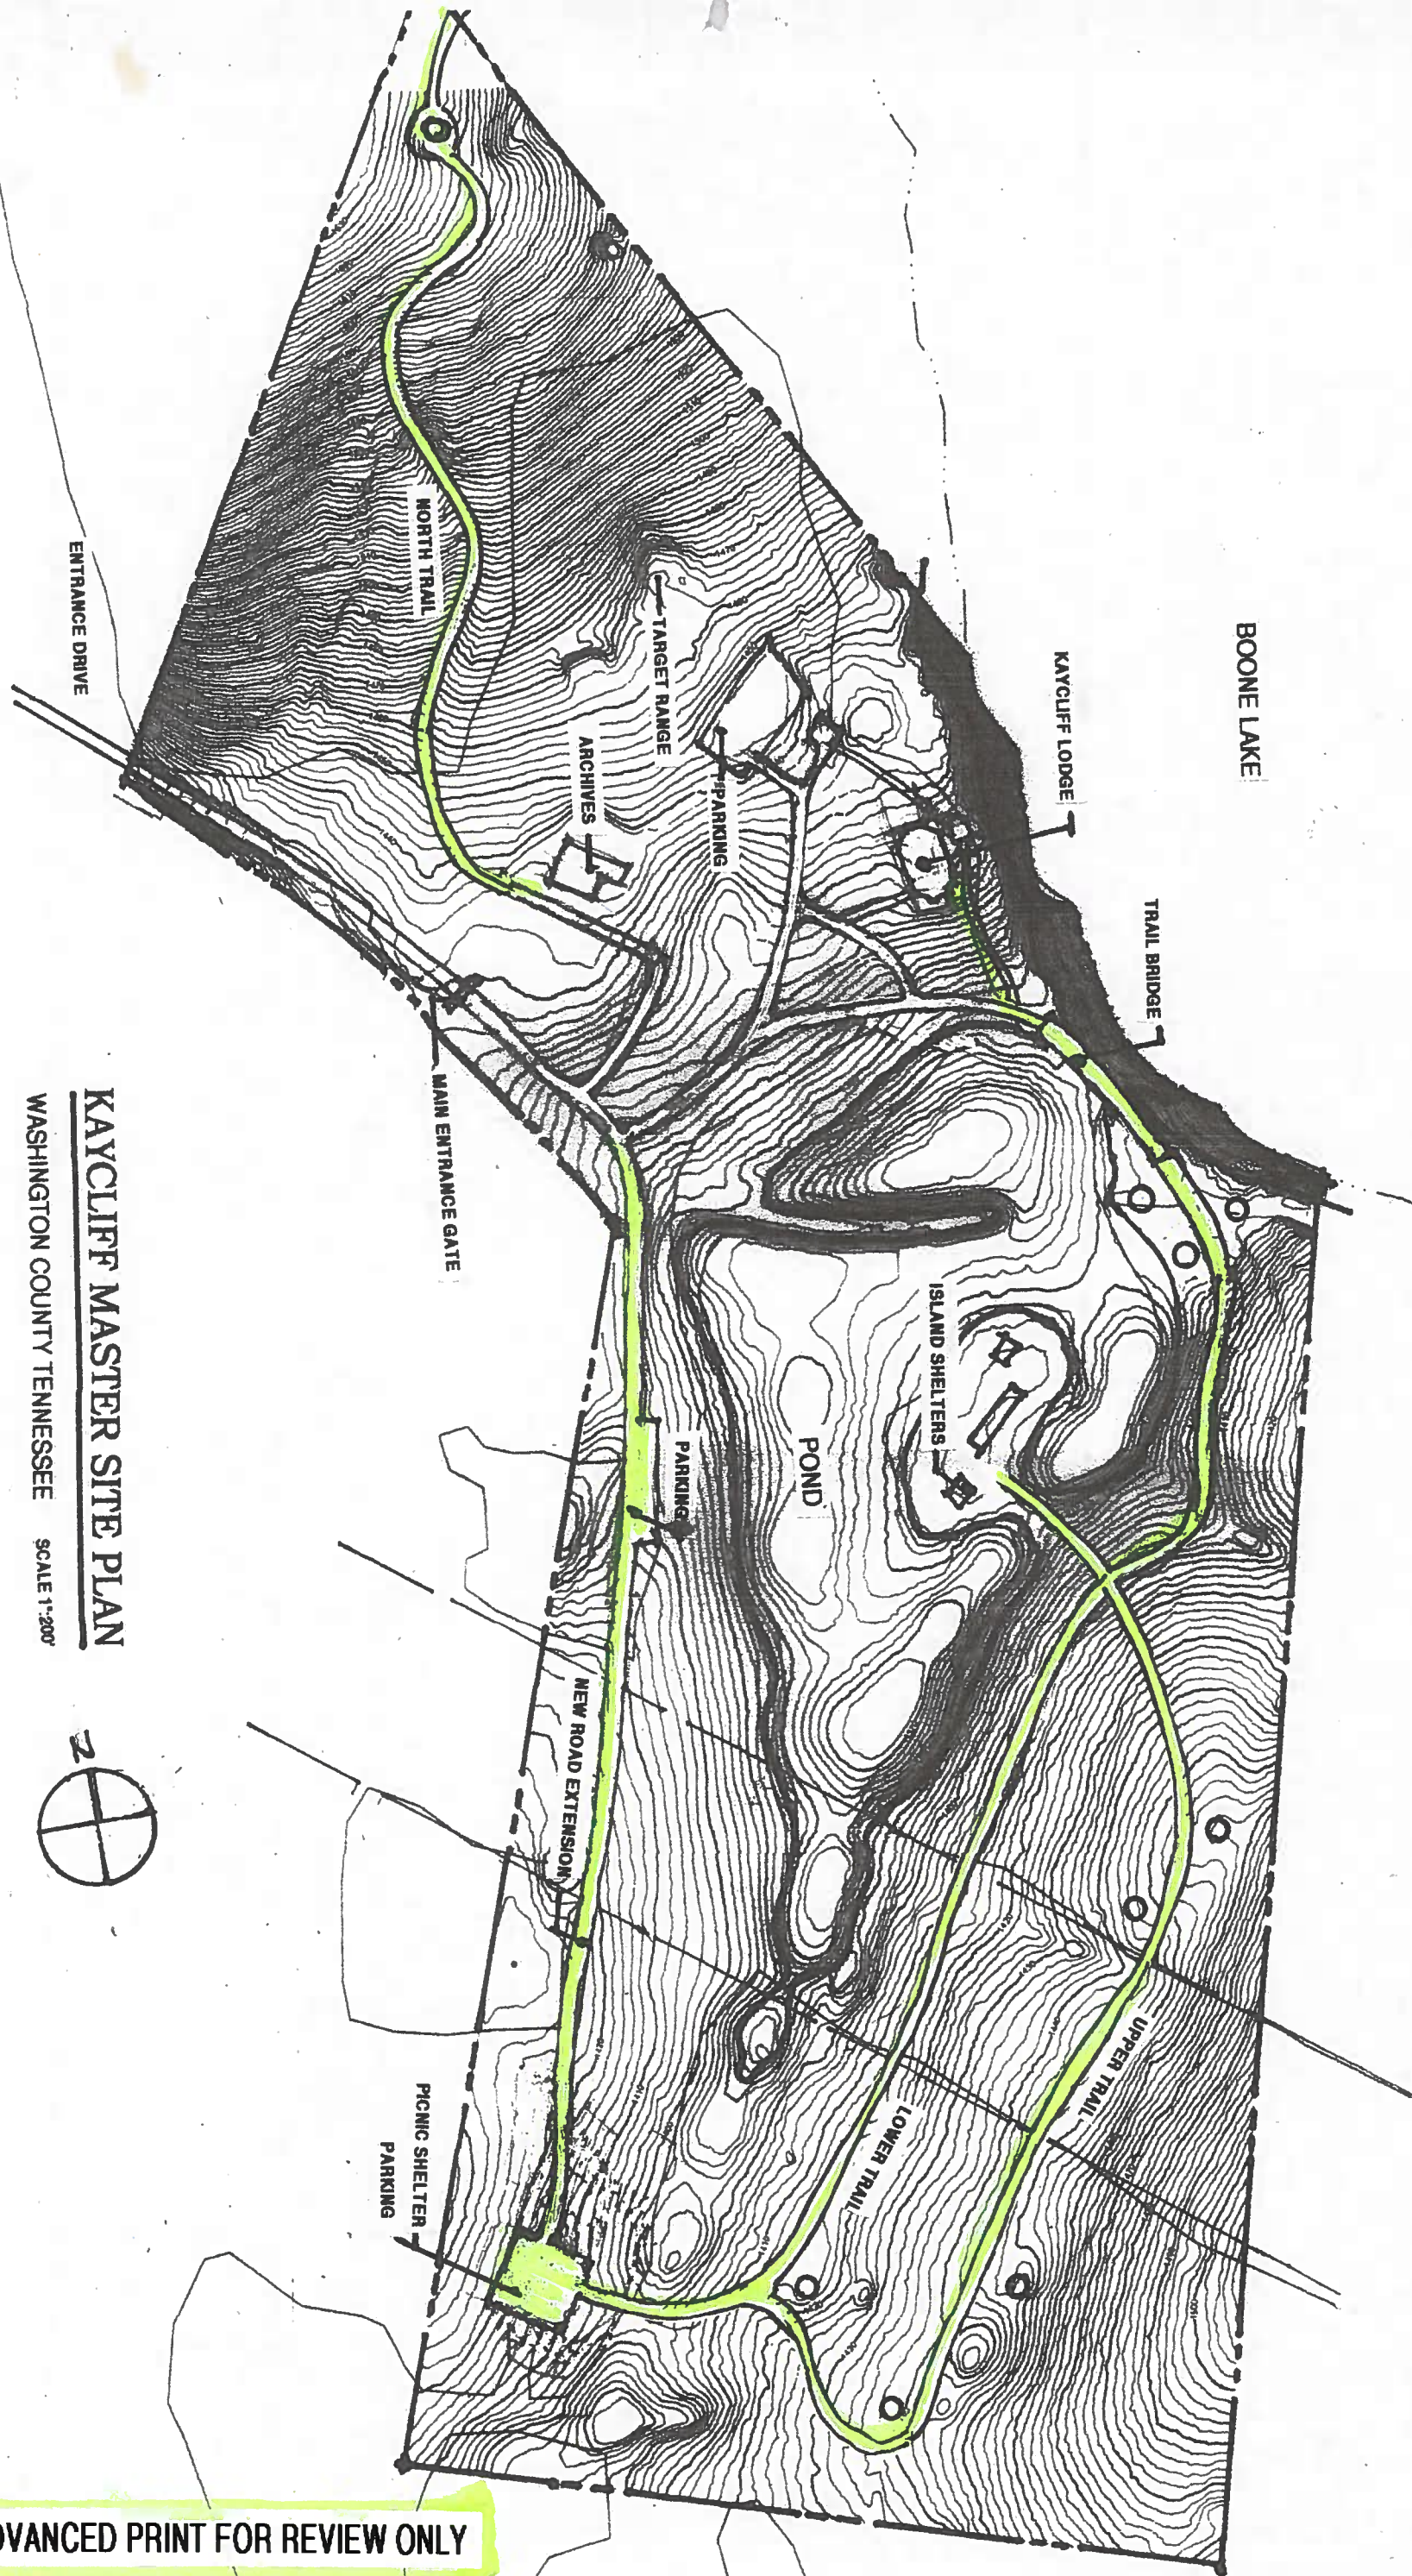 BOONE LAKE
KAYCLIFF LODGE
TRAIL BRIDGE
NORTH TRAIL
TARGET RANGE
ARCHIVES
PARKING
ENTRANCE DRIVE
MAIN ENTRANCE GATE
ISLAND SHELTERS
POND
PARKING
NEW ROAD EXTENSION
UPPER TRAIL
LOWER TRAIL
PICNIC SHELTER
PARKING
KAYCLIFF MASTER SITE PLAN
WASHINGTON COUNTY TENNESSEE SCALE 1":200'
N
ADVANCED PRINT FOR REVIEW ONLY